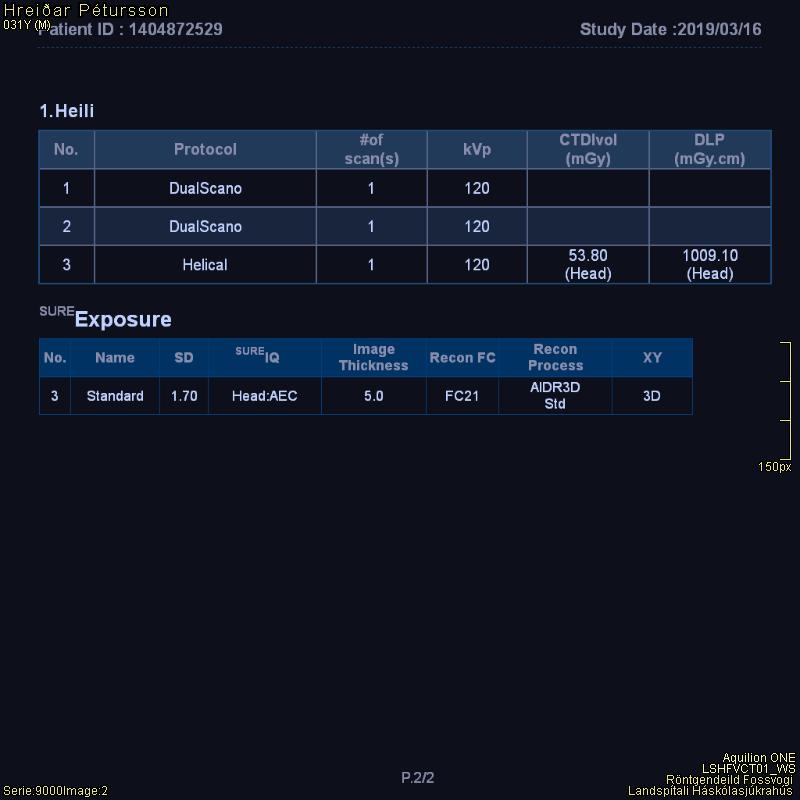 Hreiðar Pétursson
031Y (M)
Patient ID : 1404872529
Study Date :2019/03/16
1.Heili
No. Protocol #of scan(s) kVp CTDIvol (mGy) DLP (mGy.cm)
1 DualScano 1 120
2 DualScano 1 120
3 Helical 1 120 53.80 (Head) 1009.10 (Head)
SUREExposure
No. Name SD SUREIQ Image Thickness Recon FC Recon Process XY
3 Standard 1.70 Head:AEC 5.0 FC21 AIDR3D Std 3D
150px
P.2/2
Aquilion ONE
LSHFVCT01_WS
Röntgendeild Fossvogi
Serie:9000Image:2
Landspítali Háskólasjúkrahús